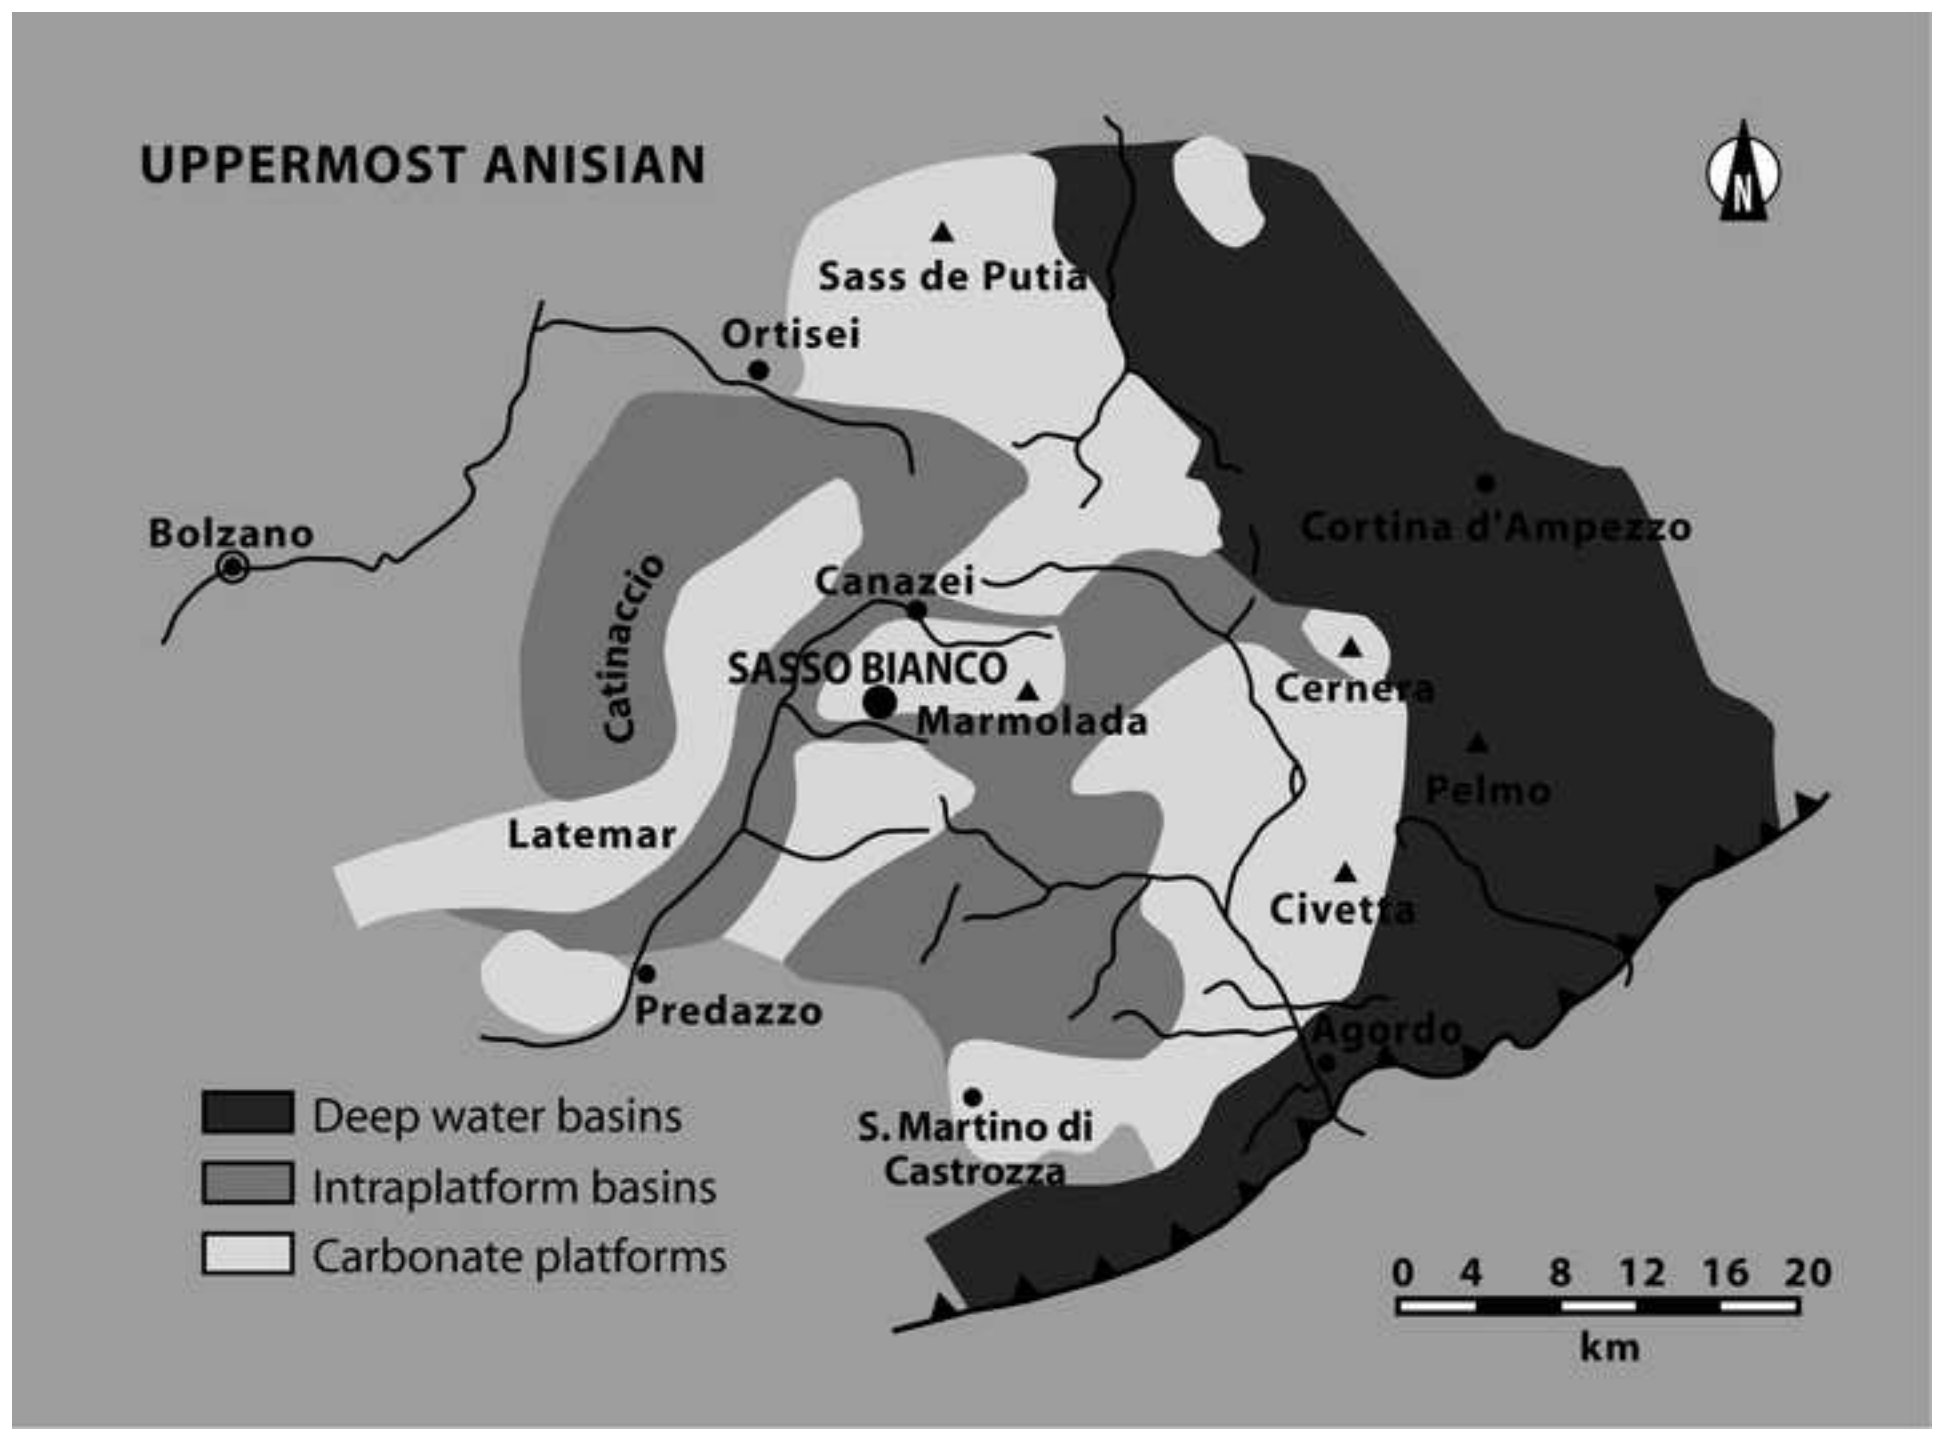 UPPERMOST ANISIAN
N
Sass de Putia
Ortisei
Cortina d'Ampezzo
Bolzano
Catinaccio
Canazei
SASSO BIANCO
Marmolada
Cernera
Pelmo
Latemar
Civetta
Predazzo
Agordo
S. Martino di
Castrozza
Deep water basins
Intraplatform basins
Carbonate platforms
0 4 8 12 16 20
km